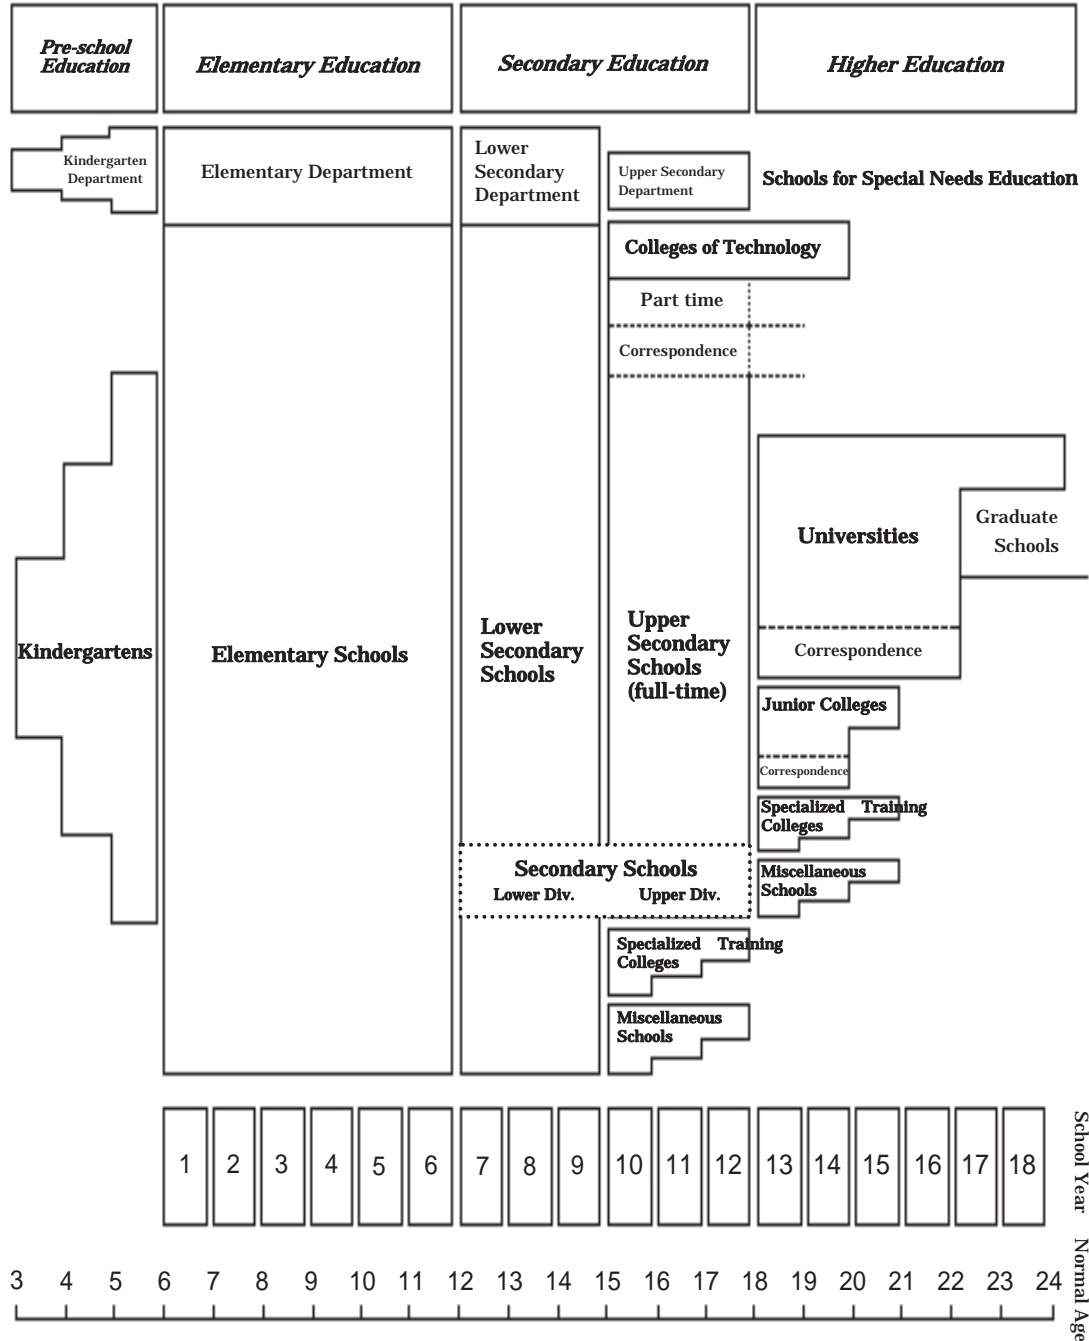 Pre-school
Education
Elementary Education
Secondary Education
Higher Education
Kindergarten
Department
Elementary Department
Lower
Secondary
Department
Upper Secondary
Department
Schools for Special Needs Education
Colleges of Technology
Part time
Correspondence
Universities
Graduate
Schools
Kindergartens
Elementary Schools
Lower
Secondary
Schools
Upper
Secondary
Schools
(full-time)
Correspondence
Junior Colleges
Correspondence
Specialized Training
Colleges
Miscellaneous
Schools
Secondary Schools
Lower Div. Upper Div.
Specialized Training
Colleges
Miscellaneous
Schools
1 2 3 4 5 6 7 8 9 10 11 12 13 14 15 16 17 18
School Year
3 4 5 6 7 8 9 10 11 12 13 14 15 16 17 18 19 20 21 22 23 24
Normal Age